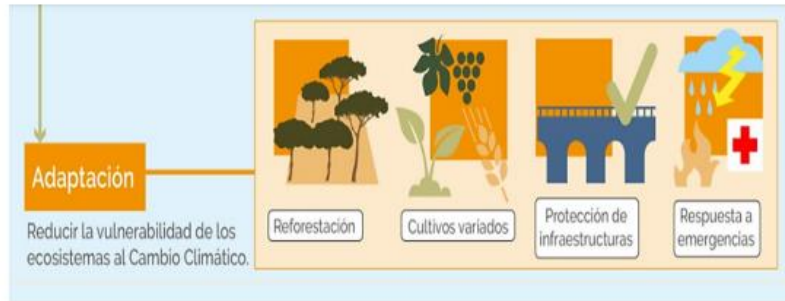 Adaptación
Reducir la vulnerabilidad de los
ecosistemas al Cambio Climático.
Reforestación
Cultivos variados
Protección de
infraestructuras
Respuesta a
emergencias